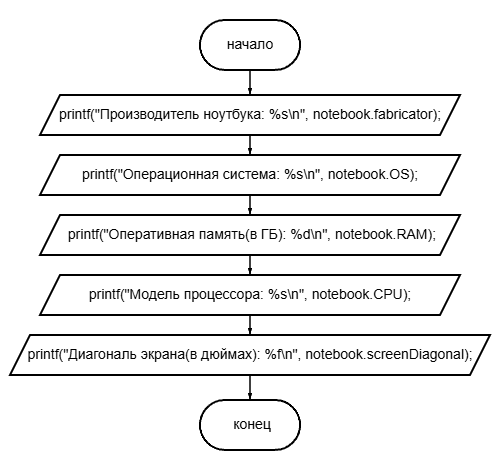 начало
printf("Производитель ноутбука: %s\n", notebook.fabricator);
printf("Операционная система: %s\n", notebook.OS);
printf("Оперативная память(в ГБ): %d\n", notebook.RAM);
printf("Модель процессора: %s\n", notebook.CPU);
printf("Диагональ экрана(в дюймах): %f\n", notebook.screenDiagonal);
конец